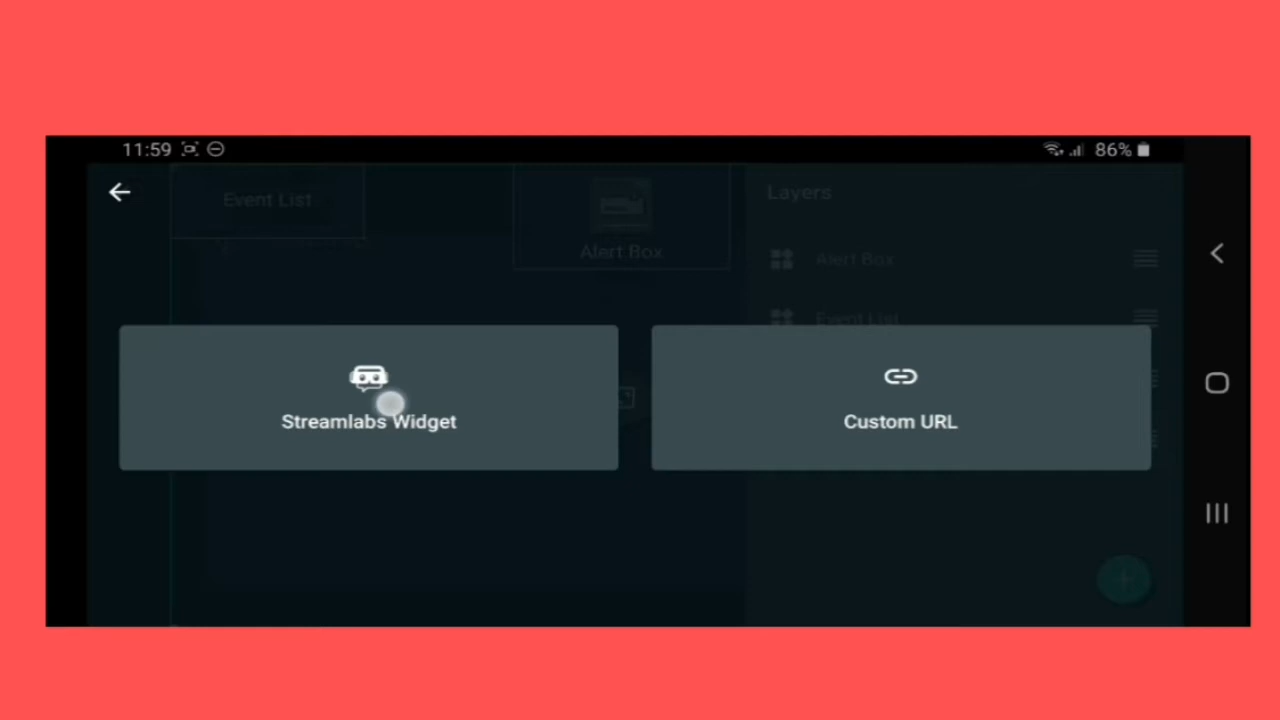 11:59
86%
Event List
Layers
Alert Box
Alert Box
Event List
Streamlabs Widget
Custom URL